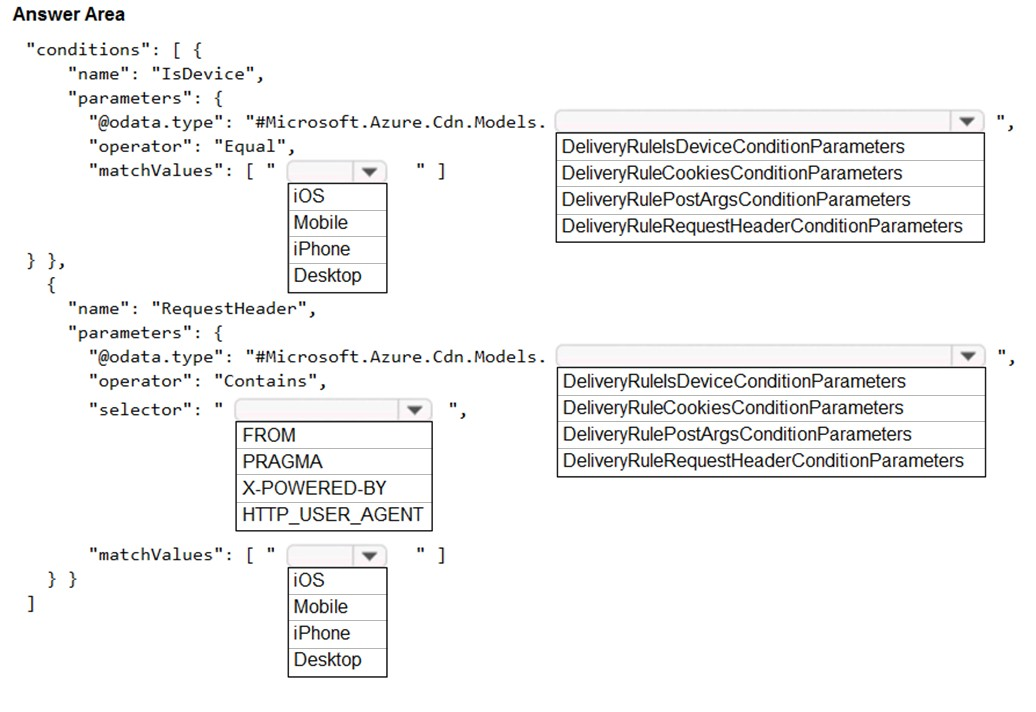 Answer Area
"conditions": [ {
"name": "IsDevice",
"parameters": {
"@odata.type": "#Microsoft.Azure.Cdn.Models. ",
DeliveryRuleIsDeviceConditionParameters
DeliveryRuleCookiesConditionParameters
DeliveryRulePostArgsConditionParameters
DeliveryRuleRequestHeaderConditionParameters
"operator": "Equal",
"matchValues": [ " " ]
iOS
Mobile
iPhone
Desktop
} },
{
"name": "RequestHeader",
"parameters": {
"@odata.type": "#Microsoft.Azure.Cdn.Models. ",
DeliveryRuleIsDeviceConditionParameters
DeliveryRuleCookiesConditionParameters
DeliveryRulePostArgsConditionParameters
DeliveryRuleRequestHeaderConditionParameters
"operator": "Contains",
"selector": " ",
FROM
PRAGMA
X-POWERED-BY
HTTP_USER_AGENT
"matchValues": [ " " ]
iOS
Mobile
iPhone
Desktop
} }
]